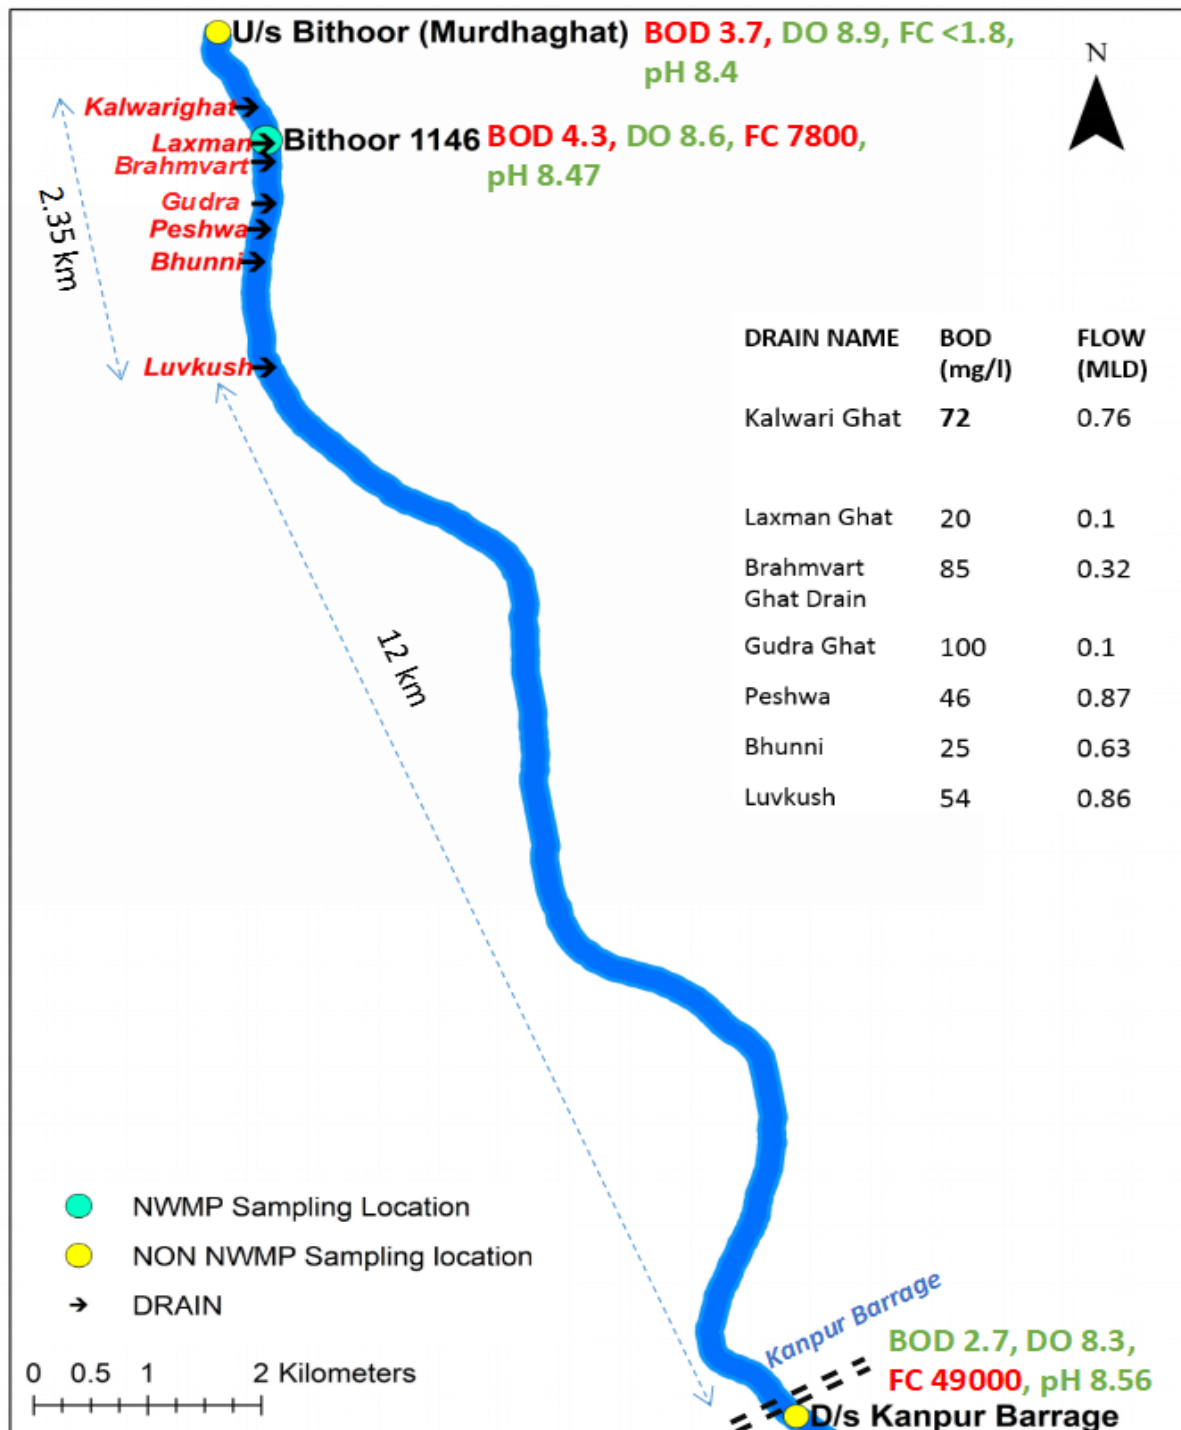 U/s Bithoor (Murdhaghat) BOD 3.7, DO 8.9, FC <1.8,
pH 8.4
N
Kalwarighat
Laxman
Bithoor 1146 BOD 4.3, DO 8.6, FC 7800,
pH 8.47
Brahmvart
Gudra
Peshwa
Bhunni
2.35 km
Luvkush
DRAIN NAME BOD FLOW
(mg/l) (MLD)
Kalwari Ghat 72 0.76
Laxman Ghat 20 0.1
Brahmvart 85 0.32
Ghat Drain
Gudra Ghat 100 0.1
Peshwa 46 0.87
Bhunni 25 0.63
Luvkush 54 0.86
12 km
NWMP Sampling Location
NON NWMP Sampling location
DRAIN
0 0.5 1 2 Kilometers
Kanpur Barrage
BOD 2.7, DO 8.3,
FC 49000, pH 8.56
D/s Kanpur Barrage